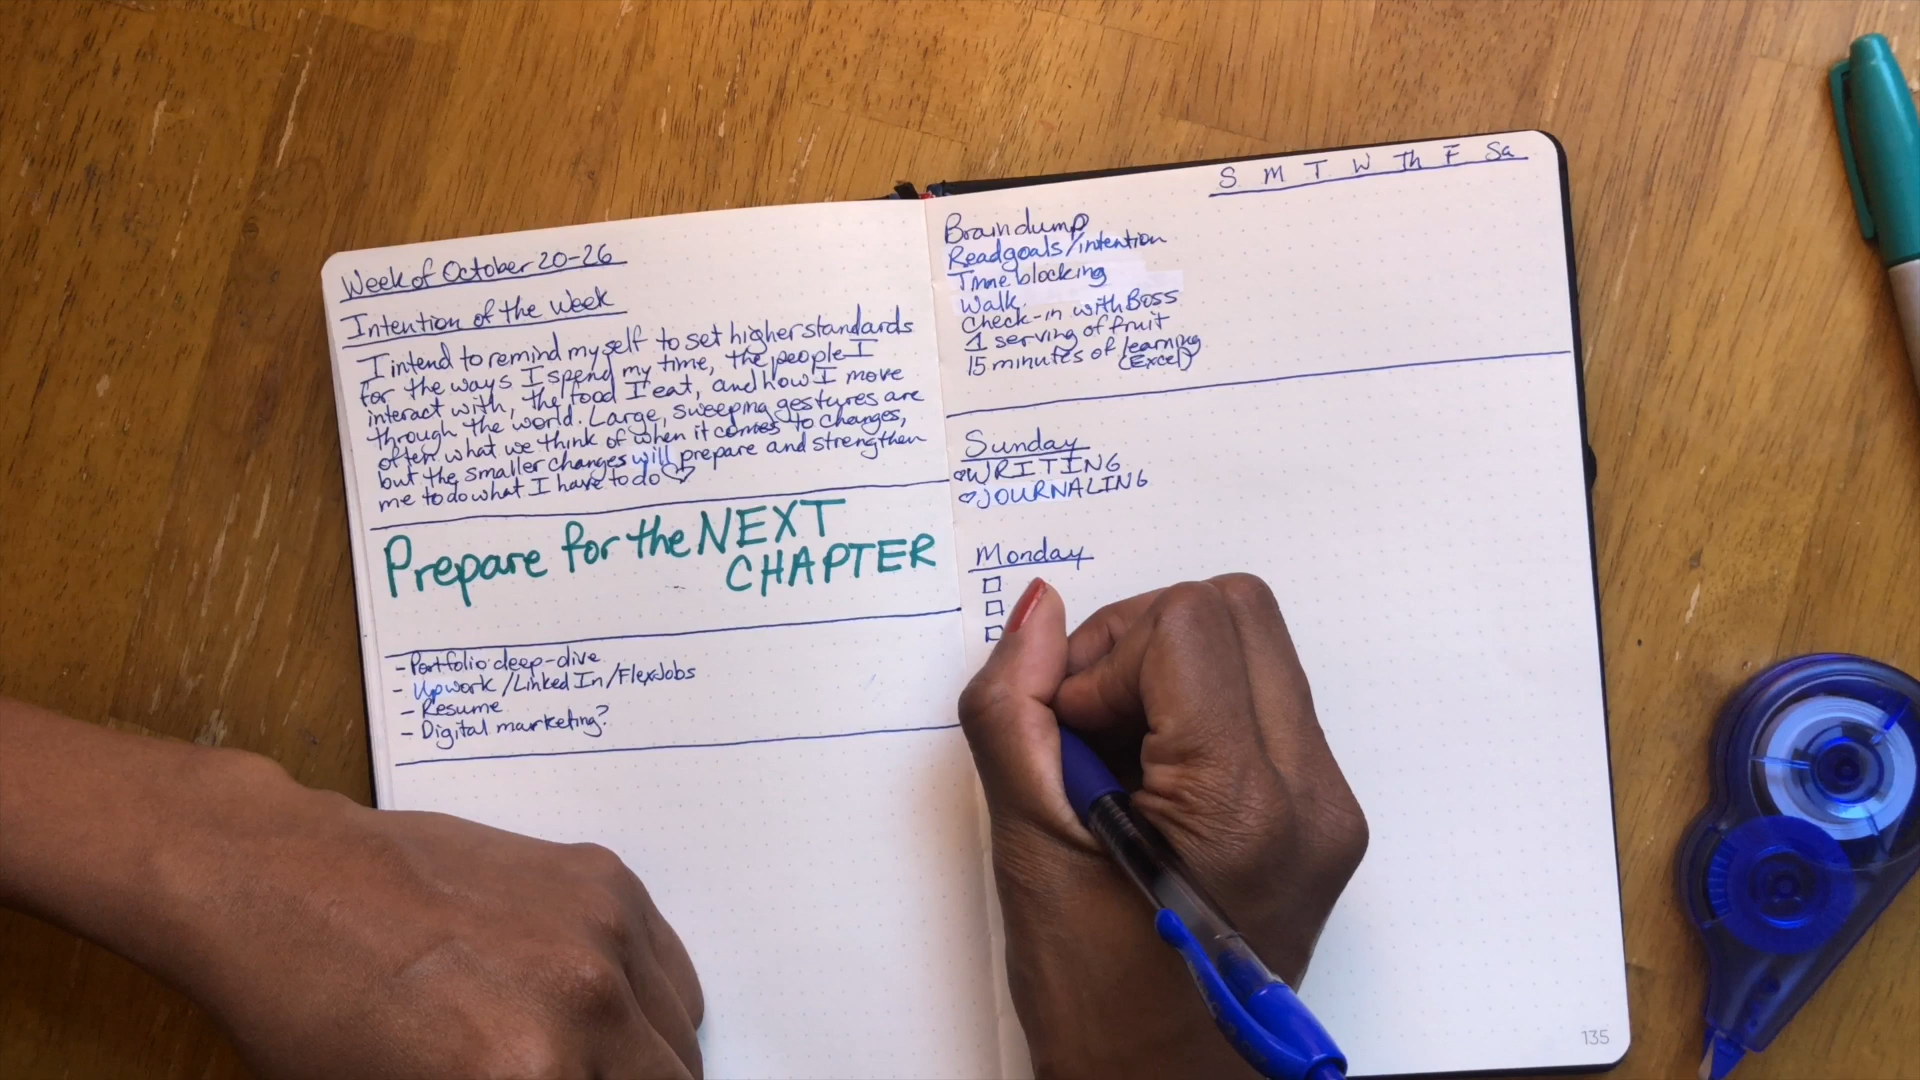 Week of October 20-26
Intention of the Week
I intend to remind myself to set higher standards
for the ways I spend my time, the people I
interact with, the food I eat, and how I move
through the world. Large, sweeping gestures are
often what we think of when it comes to changes,
but the smaller changes will prepare and strengthen
me to do what I have to do ♡
Prepare for the NEXT
CHAPTER
- Portfolio deep-dive
- Upwork/LinkedIn/FlexJobs
- Resume
- Digital marketing?
S M T W Th F Sa
Braindump
Read goals/intention
Time blocking
Walk
Check-in with Boss
1 serving of fruit
15 minutes of learning
(Excel)
Sunday
♡WRITING
♡JOURNALING
Monday
135